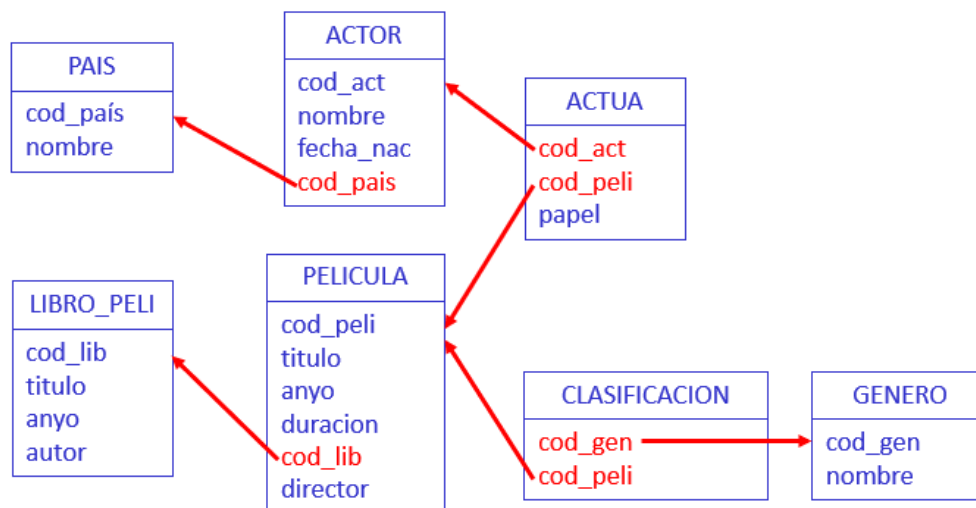 PAIS
cod_país
nombre
ACTOR
cod_act
nombre
fecha_nac
cod_pais
ACTUA
cod_act
cod_peli
papel
LIBRO_PELI
cod_lib
titulo
anyo
autor
PELICULA
cod_peli
titulo
anyo
duracion
cod_lib
director
CLASIFICACION
cod_gen
cod_peli
GENERO
cod_gen
nombre